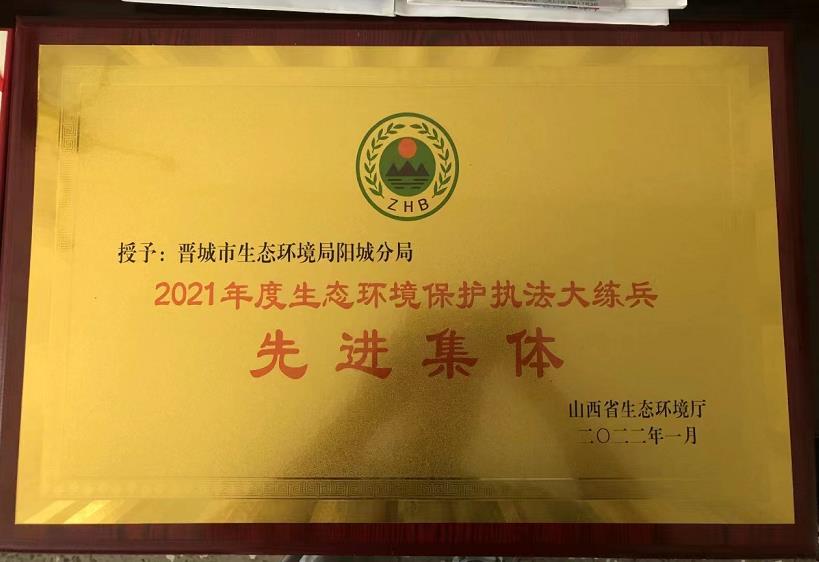 ZHB
授予：晋城市生态环境局阳城分局
2021年度生态环境保护执法大练兵
先进集体
山西省生态环境厅
二〇二二年一月